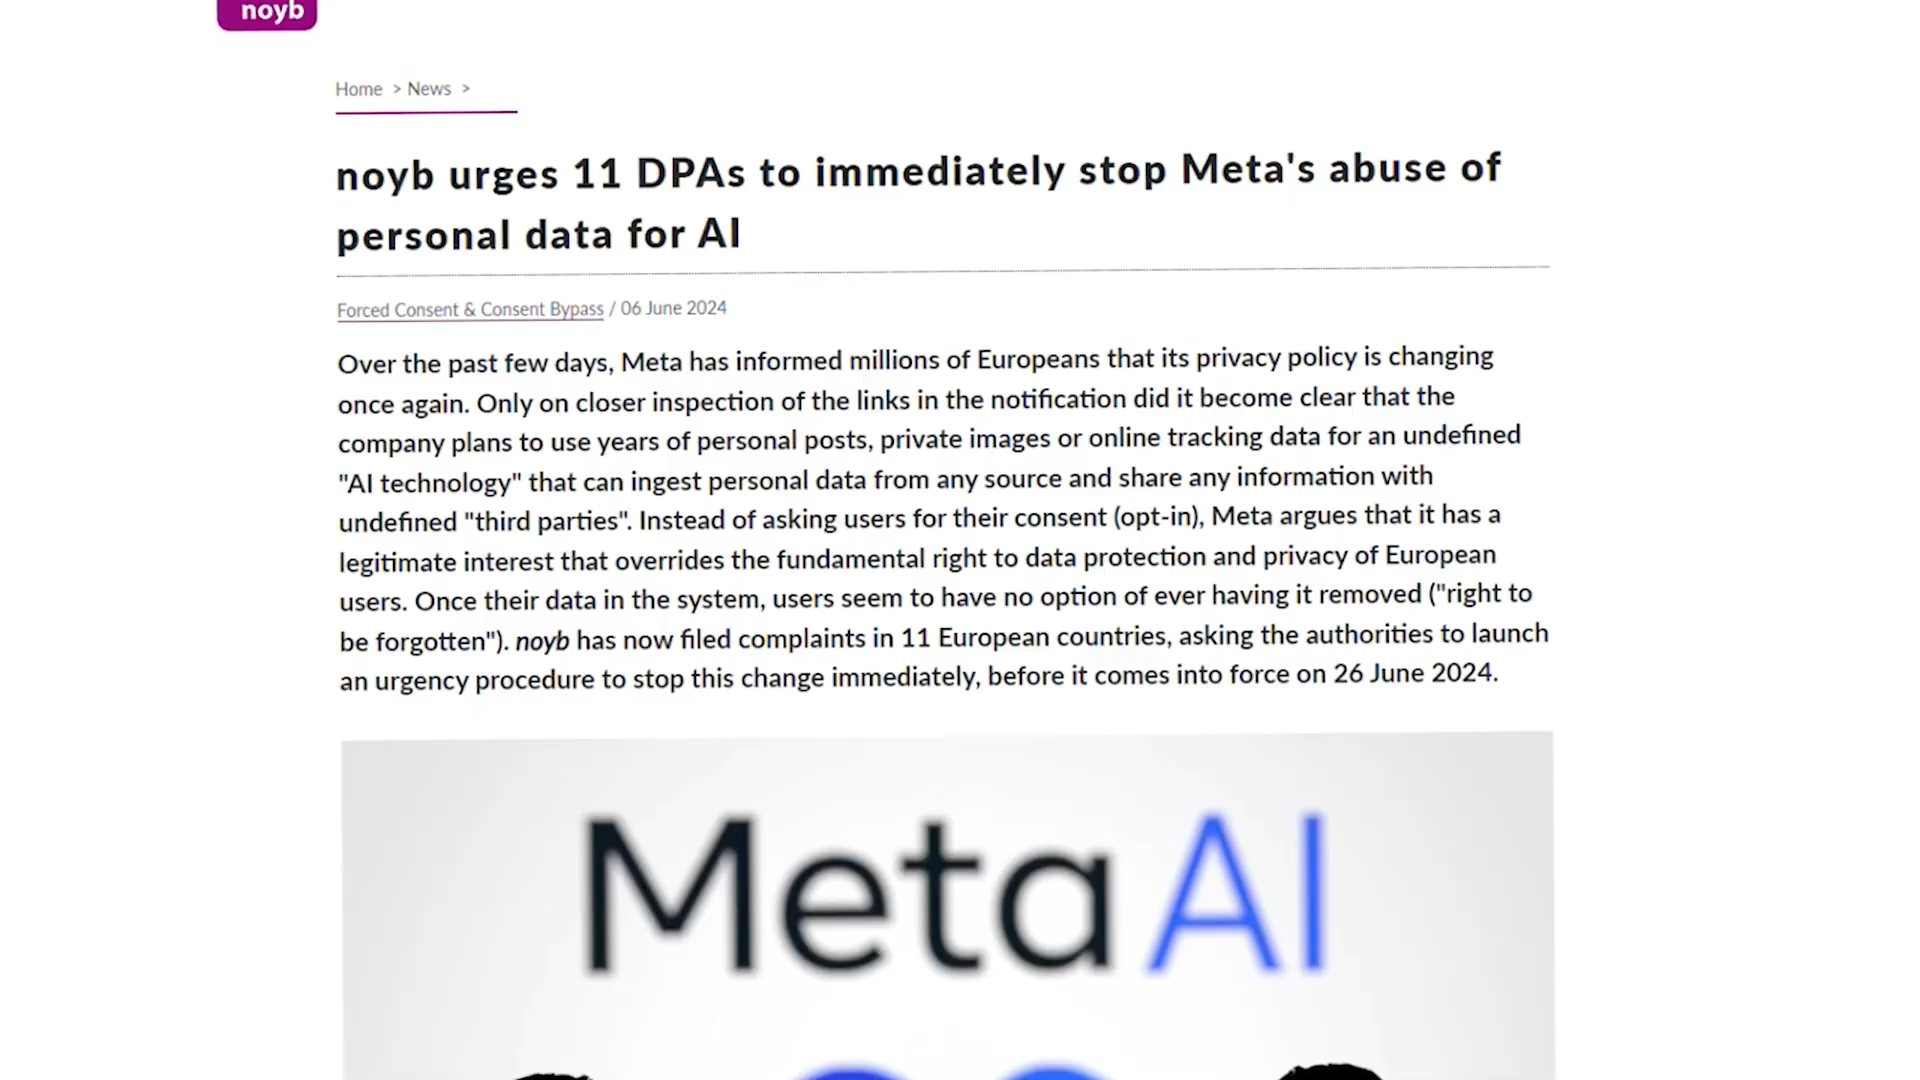 noyb
Home > News >
noyb urges 11 DPAs to immediately stop Meta's abuse of
personal data for AI
Forced Consent & Consent Bypass / 06 June 2024
Over the past few days, Meta has informed millions of Europeans that its privacy policy is changing
once again. Only on closer inspection of the links in the notification did it become clear that the
company plans to use years of personal posts, private images or online tracking data for an undefined
"AI technology" that can ingest personal data from any source and share any information with
undefined "third parties". Instead of asking users for their consent (opt-in), Meta argues that it has a
legitimate interest that overrides the fundamental right to data protection and privacy of European
users. Once their data in the system, users seem to have no option of ever having it removed ("right to
be forgotten"). noyb has now filed complaints in 11 European countries, asking the authorities to launch
an urgency procedure to stop this change immediately, before it comes into force on 26 June 2024.
Meta AI